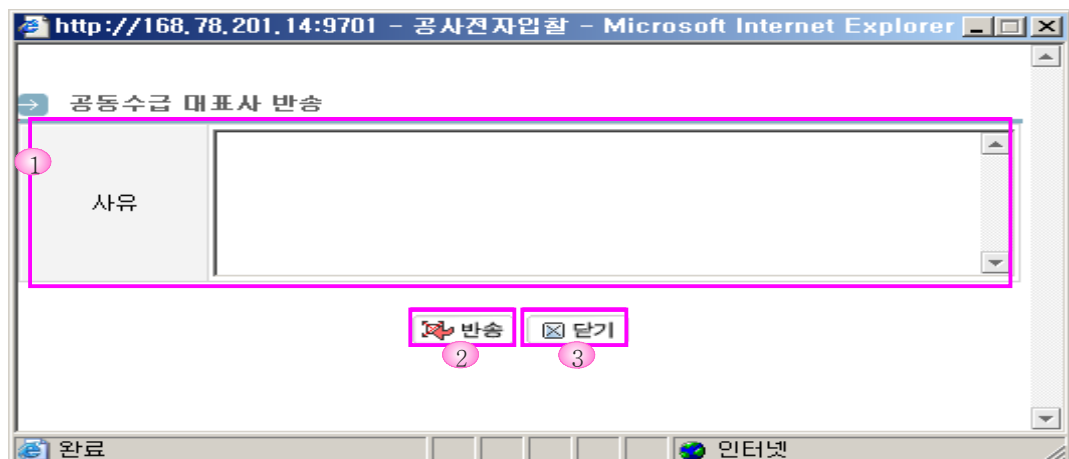 http://168.78.201.14:9701 - 공사전자입찰 - Microsoft Internet Explorer
공동수급 대표사 반송
1
사유
반송
닫기
2
3
완료
인터넷